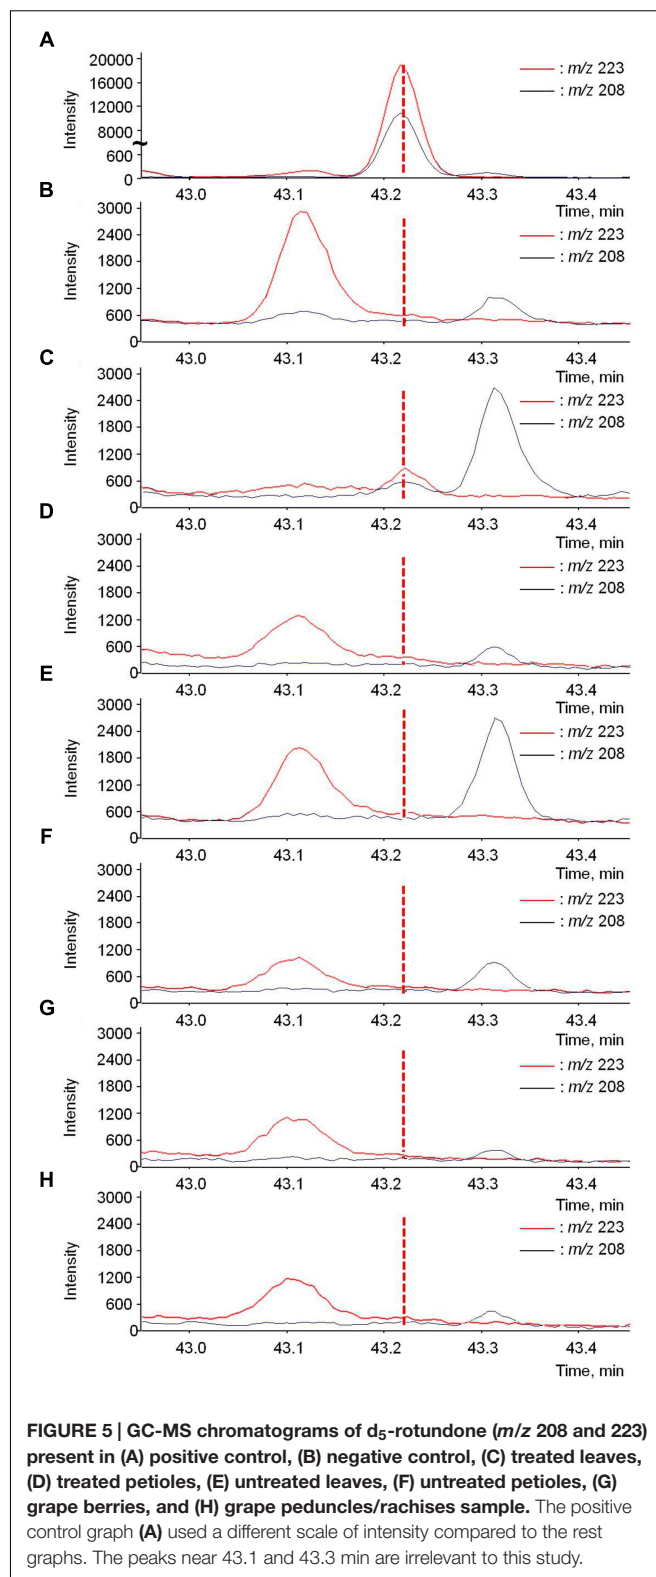 A
20000
16000
12000
8000
~
600
0
Intensity
: m/z 223
: m/z 208
43.0 43.1 43.2 43.3 43.4
Time, min
B
3000
2400
1800
1200
600
0
Intensity
: m/z 223
: m/z 208
43.0 43.1 43.2 43.3 43.4
Time, min
C
3000
2400
1800
1200
600
0
Intensity
: m/z 223
: m/z 208
43.0 43.1 43.2 43.3 43.4
Time, min
D
3000
2400
1800
1200
600
0
Intensity
: m/z 223
: m/z 208
43.0 43.1 43.2 43.3 43.4
Time, min
E
3000
2400
1800
1200
600
0
Intensity
: m/z 223
: m/z 208
43.0 43.1 43.2 43.3 43.4
Time, min
F
3000
2400
1800
1200
600
0
Intensity
: m/z 223
: m/z 208
43.0 43.1 43.2 43.3 43.4
Time, min
G
3000
2400
1800
1200
600
0
Intensity
: m/z 223
: m/z 208
43.0 43.1 43.2 43.3 43.4
Time, min
H
3000
2400
1800
1200
600
0
Intensity
: m/z 223
: m/z 208
43.0 43.1 43.2 43.3 43.4
Time, min
FIGURE 5 | GC-MS chromatograms of d5-rotundone (m/z 208 and 223)
present in (A) positive control, (B) negative control, (C) treated leaves,
(D) treated petioles, (E) untreated leaves, (F) untreated petioles, (G)
grape berries, and (H) grape peduncles/rachises sample. The positive
control graph (A) used a different scale of intensity compared to the rest
graphs. The peaks near 43.1 and 43.3 min are irrelevant to this study.